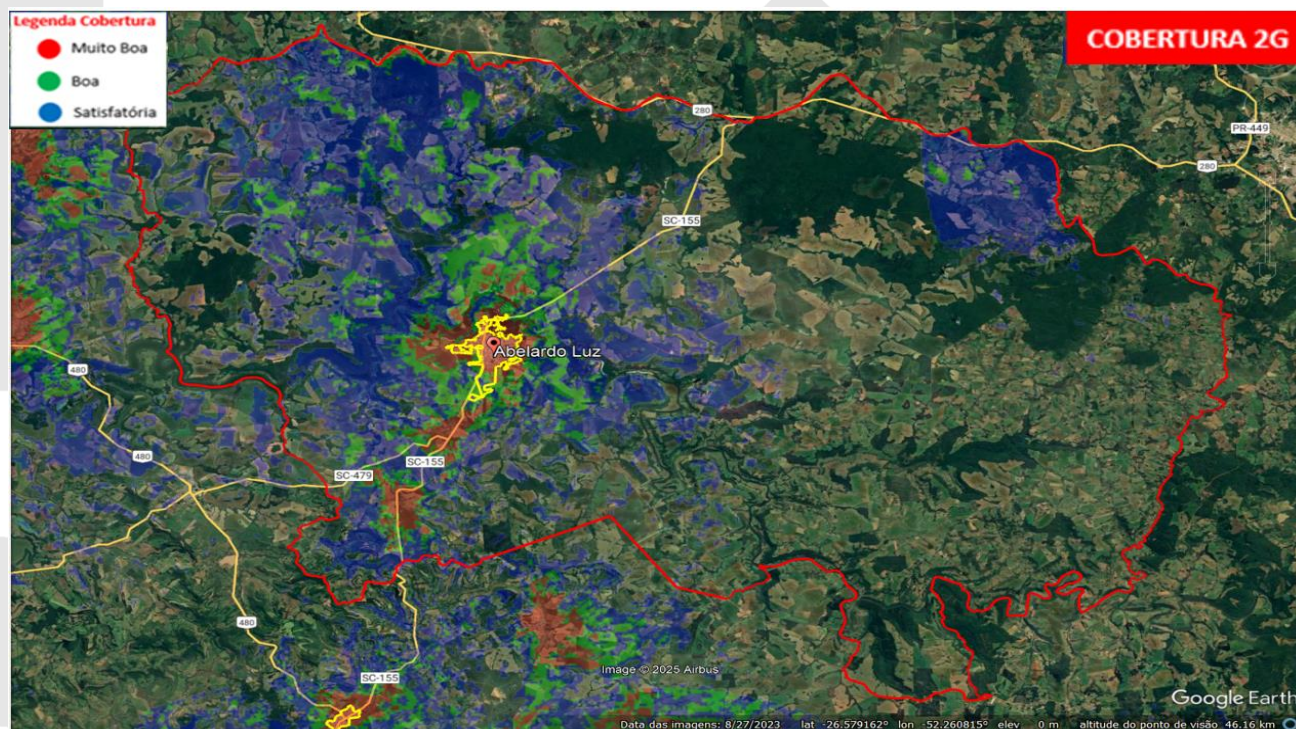 Legenda Cobertura
Muito Boa
Boa
Satisfatória
COBERTURA 2G
280
PR-449
280
SC-155
Abelardo Luz
480
480
SC-479
SC-155
480
SC-155
Image © 2025 Airbus
Google Earth
Data das imagens: 8/27/2023 lat -26.579162° lon -52.260815° elev 0 m altitude do ponto de visão 46.16 km